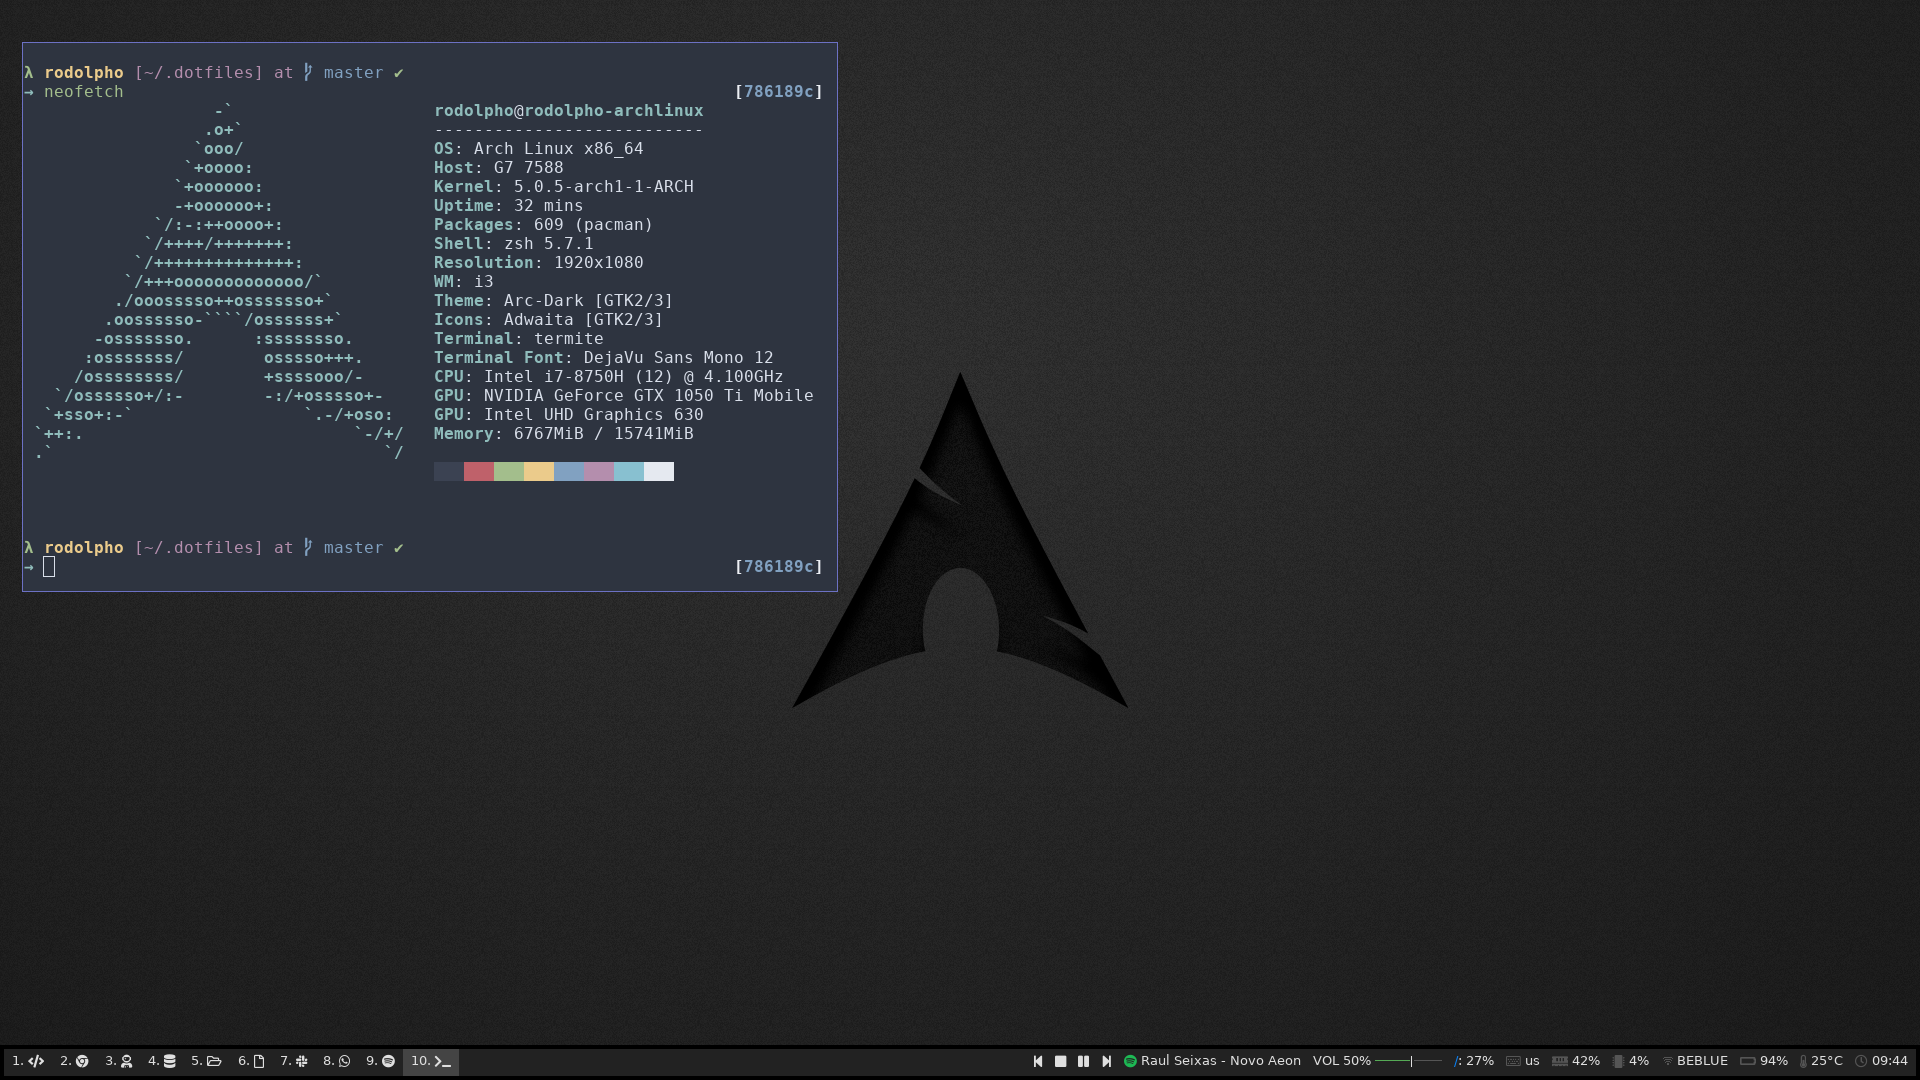 λ rodolpho [~/.dotfiles] at master ✔
→ neofetch [786189c]
                   -`
                  .o+`
                 `ooo/
                `+oooo:
               `+oooooo:
               -+oooooo+:
             `/:-:++oooo+:
            `/++++/+++++++:
           `/++++++++++++++:
          `/+++ooooooooooooo/`
         ./ooosssso++osssssso+`
        .oossssso-````/ossssss+`
       -osssssso.      :ssssssso.
      :osssssss/        osssso+++.
     /ossssssss/        +ssssooo/-
   `/ossssso+/:-        -:/+osssso+-
  `+sso+:-`                 `.-/+oso:
 `++:.                           `-/+/
 .`                                 `/
rodolpho@rodolpho-archlinux
---------------------------
OS: Arch Linux x86_64
Host: G7 7588
Kernel: 5.0.5-arch1-1-ARCH
Uptime: 32 mins
Packages: 609 (pacman)
Shell: zsh 5.7.1
Resolution: 1920x1080
WM: i3
Theme: Arc-Dark [GTK2/3]
Icons: Adwaita [GTK2/3]
Terminal: termite
Terminal Font: DejaVu Sans Mono 12
CPU: Intel i7-8750H (12) @ 4.100GHz
GPU: NVIDIA GeForce GTX 1050 Ti Mobile
GPU: Intel UHD Graphics 630
Memory: 6767MiB / 15741MiB
λ rodolpho [~/.dotfiles] at master ✔
→ [786189c]
1. 2. 3. 4. 5. 6. 7. 8. 9. 10. Raul Seixas - Novo Aeon VOL 50% /: 27% us 42% 4% BEBLUE 94% 25°C 09:44